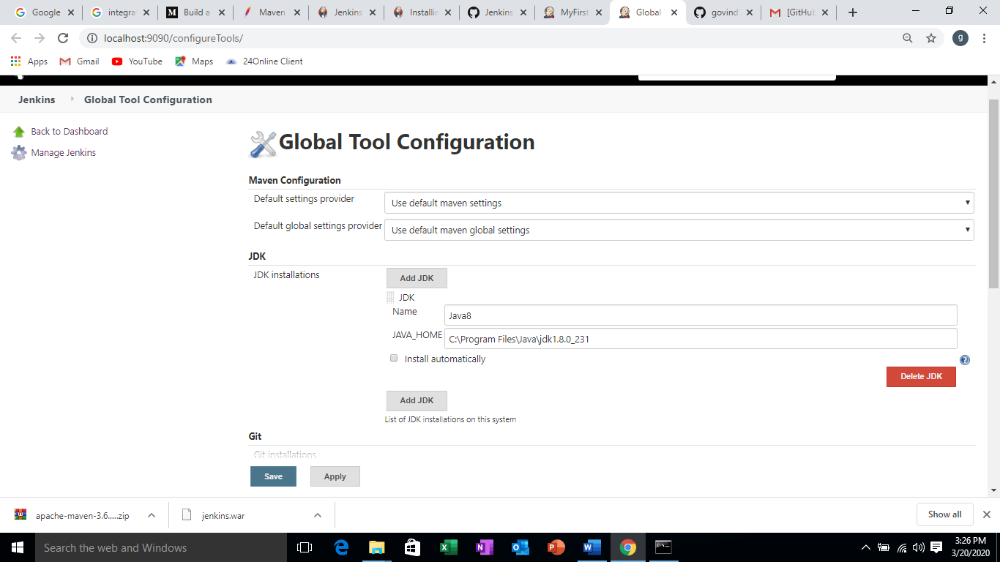 Google
integra
Build a
Maven
Jenkins
Installin
Jenkins
MyFirst
Global
govind
[GitHub
localhost:9090/configureTools/
g
Apps
Gmail
YouTube
Maps
24Online Client
Jenkins
Global Tool Configuration
Back to Dashboard
Manage Jenkins
Global Tool Configuration
Maven Configuration
Default settings provider
Use default maven settings
Default global settings provider
Use default maven global settings
JDK
JDK installations
Add JDK
JDK
Name
Java8
JAVA_HOME
C:\Program Files\Java\jdk1.8.0_231
Install automatically
Delete JDK
Add JDK
List of JDK installations on this system
Git
Git installations
Save
Apply
apache-maven-3.6.....zip
jenkins.war
Show all
Search the web and Windows
3:26 PM
3/20/2020